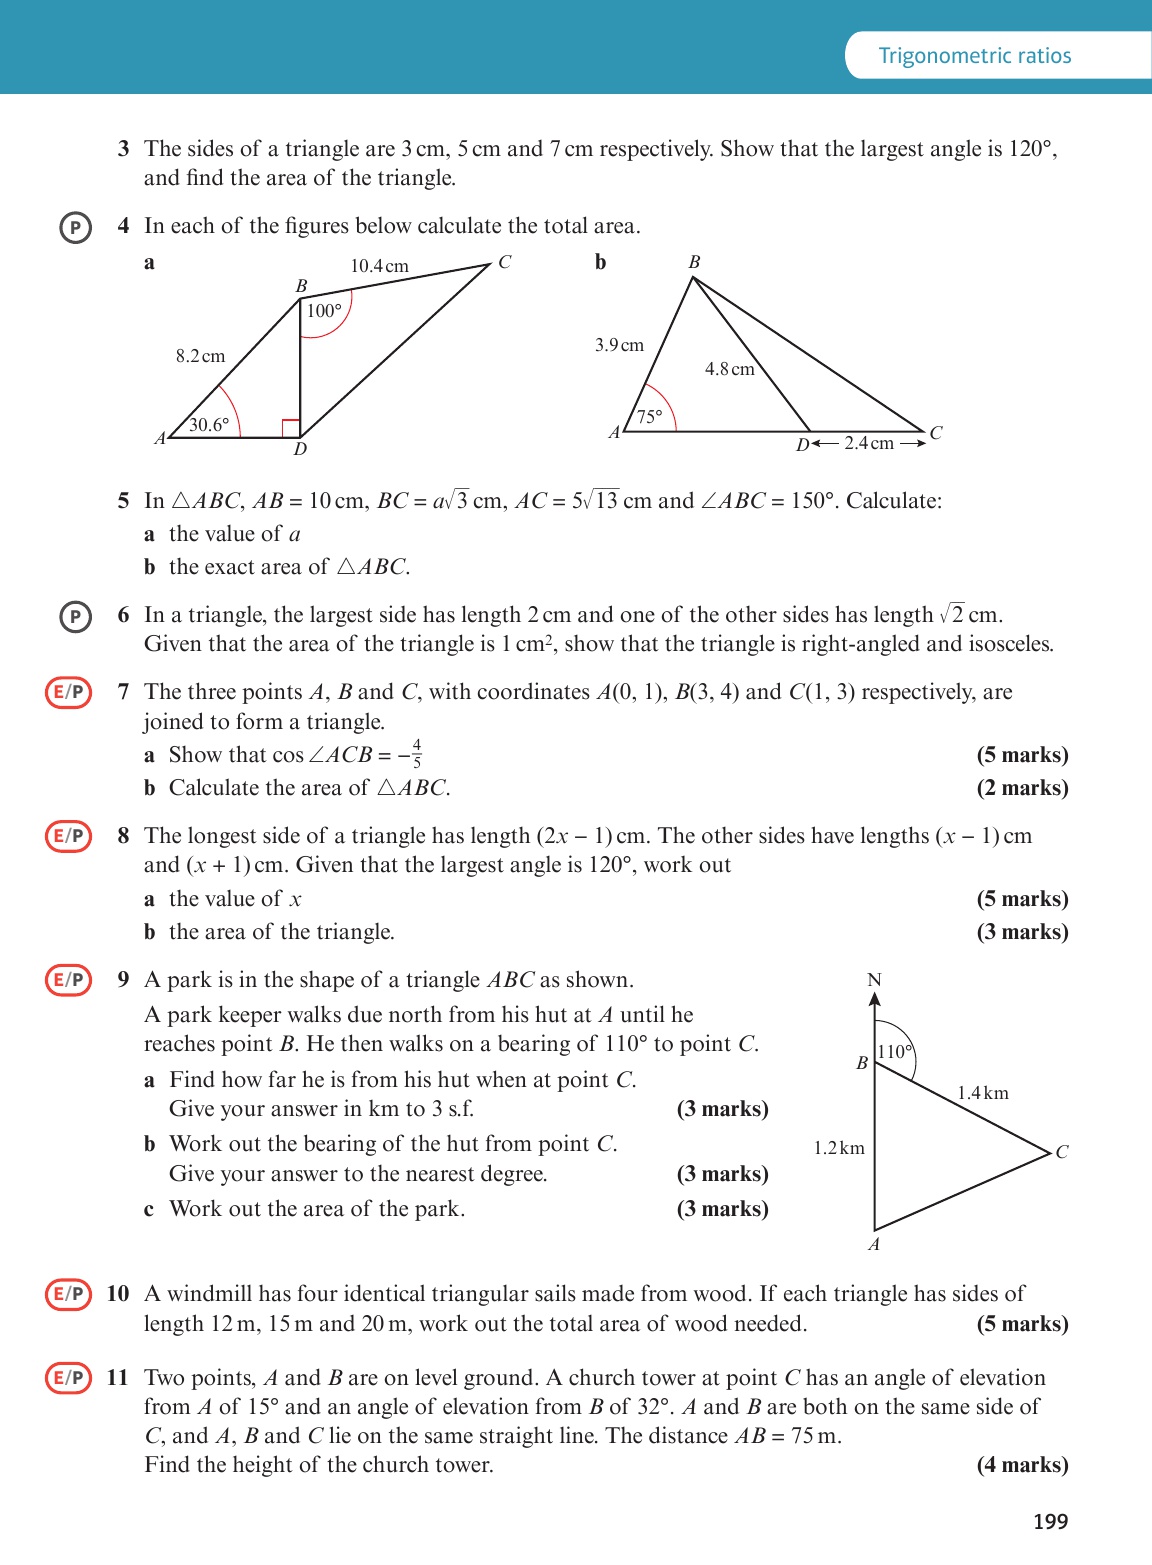 Trigonometric ratios
3 The sides of a triangle are 3 cm, 5 cm and 7 cm respectively. Show that the largest angle is 120°,
and find the area of the triangle.
P 4 In each of the figures below calculate the total area.
a
10.4 cm
C
B
100°
8.2 cm
30.6°
A
D
b
B
3.9 cm
4.8 cm
75°
A
D
2.4 cm
C
5 In △ABC, AB = 10 cm, BC = a√3 cm, AC = 5√13 cm and ∠ABC = 150°. Calculate:
a the value of a
b the exact area of △ABC.
P 6 In a triangle, the largest side has length 2 cm and one of the other sides has length √2 cm.
Given that the area of the triangle is 1 cm², show that the triangle is right-angled and isosceles.
E/P 7 The three points A, B and C, with coordinates A(0, 1), B(3, 4) and C(1, 3) respectively, are
joined to form a triangle.
a Show that cos ∠ACB = −4/5 (5 marks)
b Calculate the area of △ABC. (2 marks)
E/P 8 The longest side of a triangle has length (2x − 1) cm. The other sides have lengths (x − 1) cm
and (x + 1) cm. Given that the largest angle is 120°, work out
a the value of x (5 marks)
b the area of the triangle. (3 marks)
E/P 9 A park is in the shape of a triangle ABC as shown.
A park keeper walks due north from his hut at A until he
reaches point B. He then walks on a bearing of 110° to point C.
a Find how far he is from his hut when at point C.
Give your answer in km to 3 s.f. (3 marks)
b Work out the bearing of the hut from point C.
Give your answer to the nearest degree. (3 marks)
c Work out the area of the park. (3 marks)
N
110°
B
1.4 km
1.2 km
C
A
E/P 10 A windmill has four identical triangular sails made from wood. If each triangle has sides of
length 12 m, 15 m and 20 m, work out the total area of wood needed. (5 marks)
E/P 11 Two points, A and B are on level ground. A church tower at point C has an angle of elevation
from A of 15° and an angle of elevation from B of 32°. A and B are both on the same side of
C, and A, B and C lie on the same straight line. The distance AB = 75 m.
Find the height of the church tower. (4 marks)
199